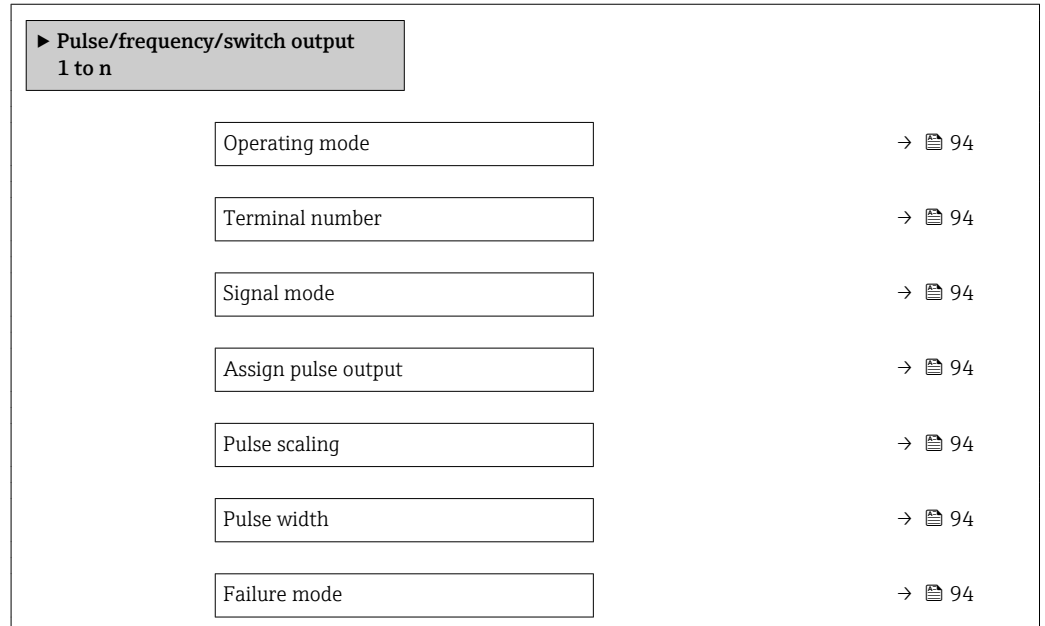 ▶ Pulse/frequency/switch output
1 to n
Operating mode → 94
Terminal number → 94
Signal mode → 94
Assign pulse output → 94
Pulse scaling → 94
Pulse width → 94
Failure mode → 94